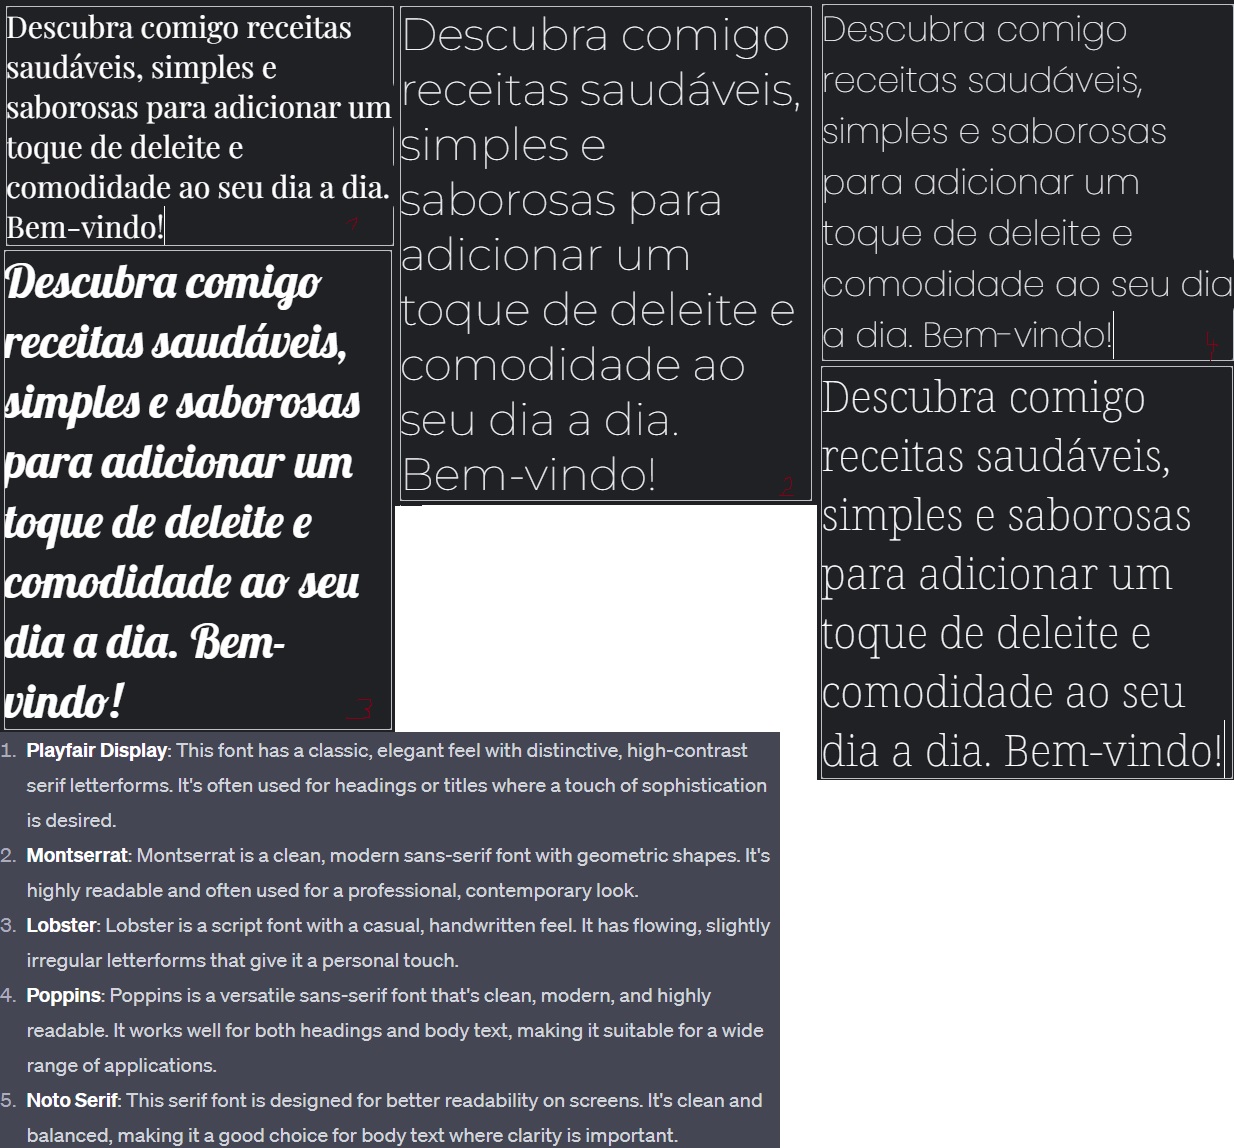 Descubra comigo receitas
saudáveis, simples e
saborosas para adicionar um
toque de deleite e
comodidade ao seu dia a dia.
Bem-vindo!
1
Descubra comigo
receitas saudáveis,
simples e saborosas
para adicionar um
toque de deleite e
comodidade ao seu
dia a dia. Bem-
vindo!
3
Descubra comigo
receitas saudáveis,
simples e
saborosas para
adicionar um
toque de deleite e
comodidade ao
seu dia a dia.
Bem-vindo!
2
Descubra comigo
receitas saudáveis,
simples e saborosas
para adicionar um
toque de deleite e
comodidade ao seu dia
a dia. Bem-vindo!
4
Descubra comigo
receitas saudáveis,
simples e saborosas
para adicionar um
toque de deleite e
comodidade ao seu
dia a dia. Bem-vindo!
1. Playfair Display: This font has a classic, elegant feel with distinctive, high-contrast
serif letterforms. It's often used for headings or titles where a touch of sophistication
is desired.
2. Montserrat: Montserrat is a clean, modern sans-serif font with geometric shapes. It's
highly readable and often used for a professional, contemporary look.
3. Lobster: Lobster is a script font with a casual, handwritten feel. It has flowing, slightly
irregular letterforms that give it a personal touch.
4. Poppins: Poppins is a versatile sans-serif font that's clean, modern, and highly
readable. It works well for both headings and body text, making it suitable for a wide
range of applications.
5. Noto Serif: This serif font is designed for better readability on screens. It's clean and
balanced, making it a good choice for body text where clarity is important.